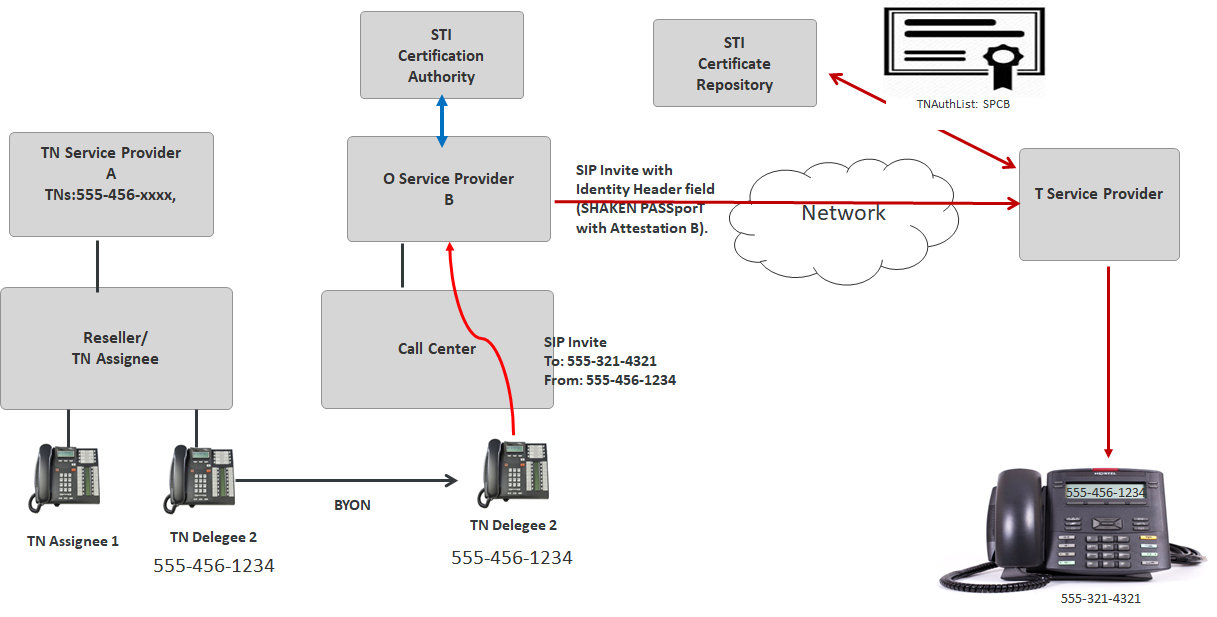 STI
Certification
Authority
STI
Certificate
Repository
TNAuthList: SPCB
TN Service Provider
A
TNs:555-456-xxxx,
O Service Provider
B
SIP Invite with
Identity Header field
(SHAKEN PASSporT
with Attestation B).
Network
T Service Provider
Reseller/
TN Assignee
Call Center
SIP Invite
To: 555-321-4321
From: 555-456-1234
BYON
TN Assignee 1
TN Delegee 2
555-456-1234
TN Delegee 2
555-456-1234
NORTEL
555-456-1234
555-321-4321